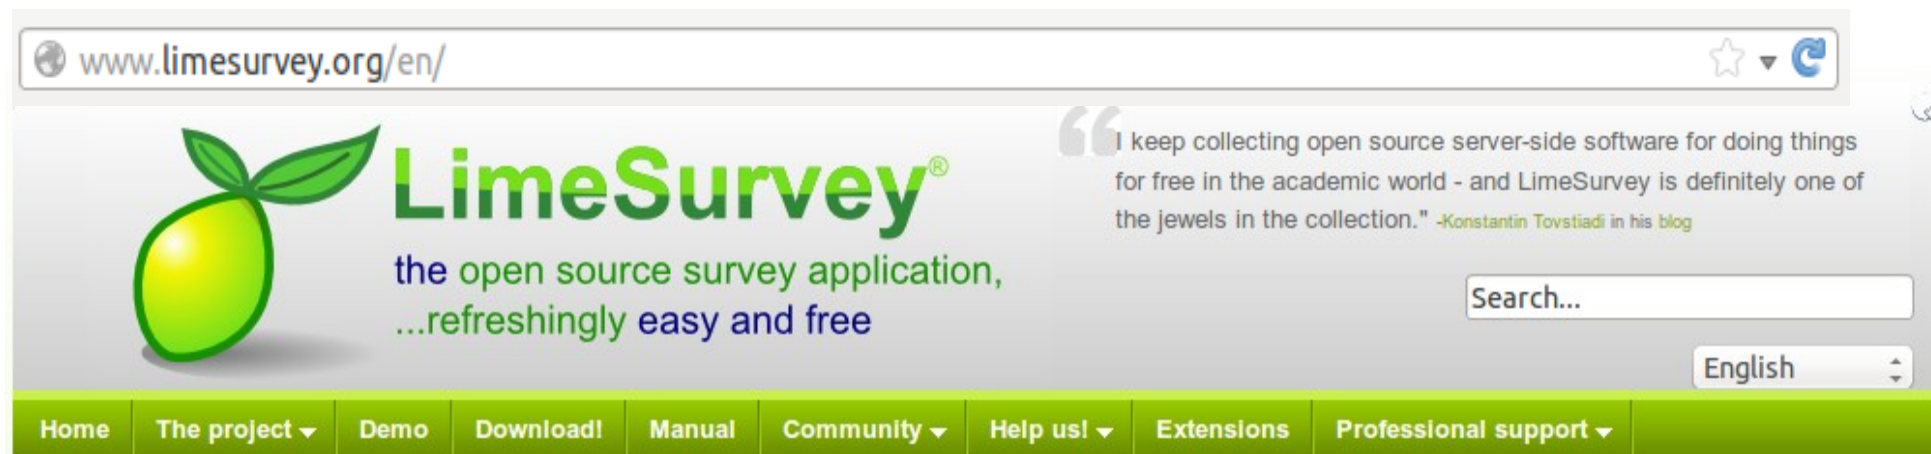 www.limesurvey.org/en/
LimeSurvey®
the open source survey application,
...refreshingly easy and free
I keep collecting open source server-side software for doing things
for free in the academic world - and LimeSurvey is definitely one of
the jewels in the collection." -Konstantin Tovstiadi in his blog
Search...
English
Home The project Demo Download! Manual Community Help us! Extensions Professional support